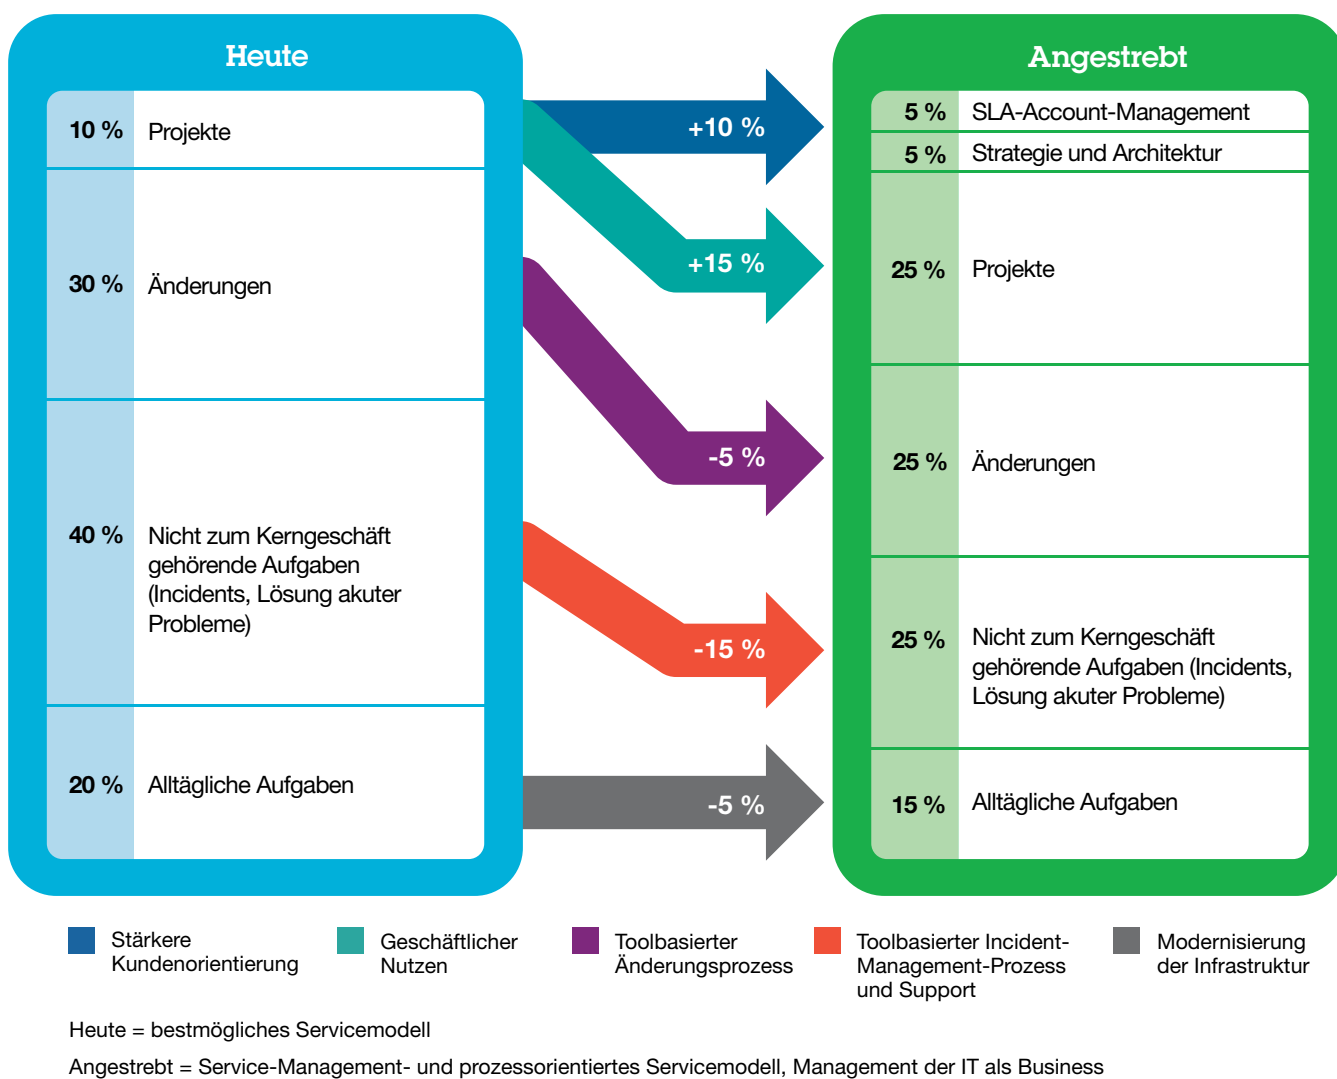 Heute
10 %
Projekte
30 %
Änderungen
40 %
Nicht zum Kerngeschäft
gehörende Aufgaben
(Incidents, Lösung akuter
Probleme)
20 %
Alltägliche Aufgaben
+10 %
+15 %
-5 %
-15 %
-5 %
Angestrebt
5 %
SLA-Account-Management
5 %
Strategie und Architektur
25 %
Projekte
25 %
Änderungen
25 %
Nicht zum Kerngeschäft
gehörende Aufgaben (Incidents,
Lösung akuter Probleme)
15 %
Alltägliche Aufgaben
Stärkere
Kundenorientierung
Geschäftlicher
Nutzen
Toolbasierter
Änderungsprozess
Toolbasierter Incident-
Management-Prozess
und Support
Modernisierung
der Infrastruktur
Heute = bestmögliches Servicemodell
Angestrebt = Service-Management- und prozessorientiertes Servicemodell, Management der IT als Business